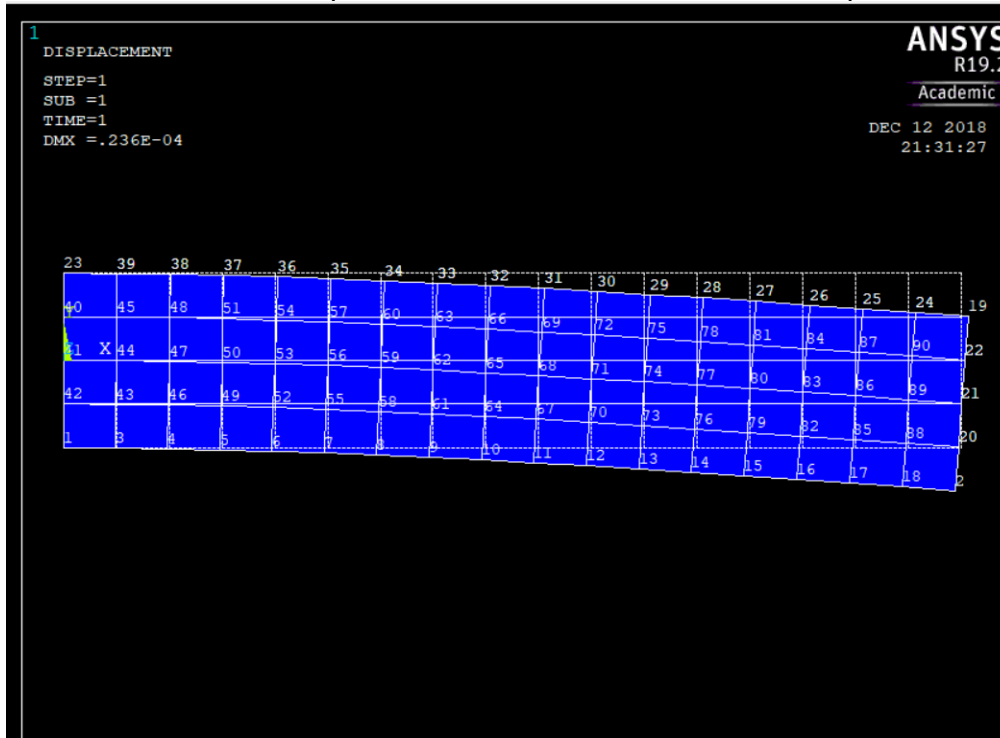 1
DISPLACEMENT
STEP=1
SUB =1
TIME=1
DMX =.236E-04
ANSYS
R19.2
Academic
DEC 12 2018
21:31:27
23 39 38 37 36 35 34 33 32 31 30 29 28 27 26 25 24 19
40 45 48 51 54 57 60 63 66 69 72 75 78 81 84 87 90 22
41 X 44 47 50 53 56 59 62 65 68 71 74 77 80 83 86 89 21
42 43 46 49 52 55 58 61 64 67 70 73 76 79 82 85 88 20
1 3 4 5 6 7 8 9 10 11 12 13 14 15 16 17 18 2